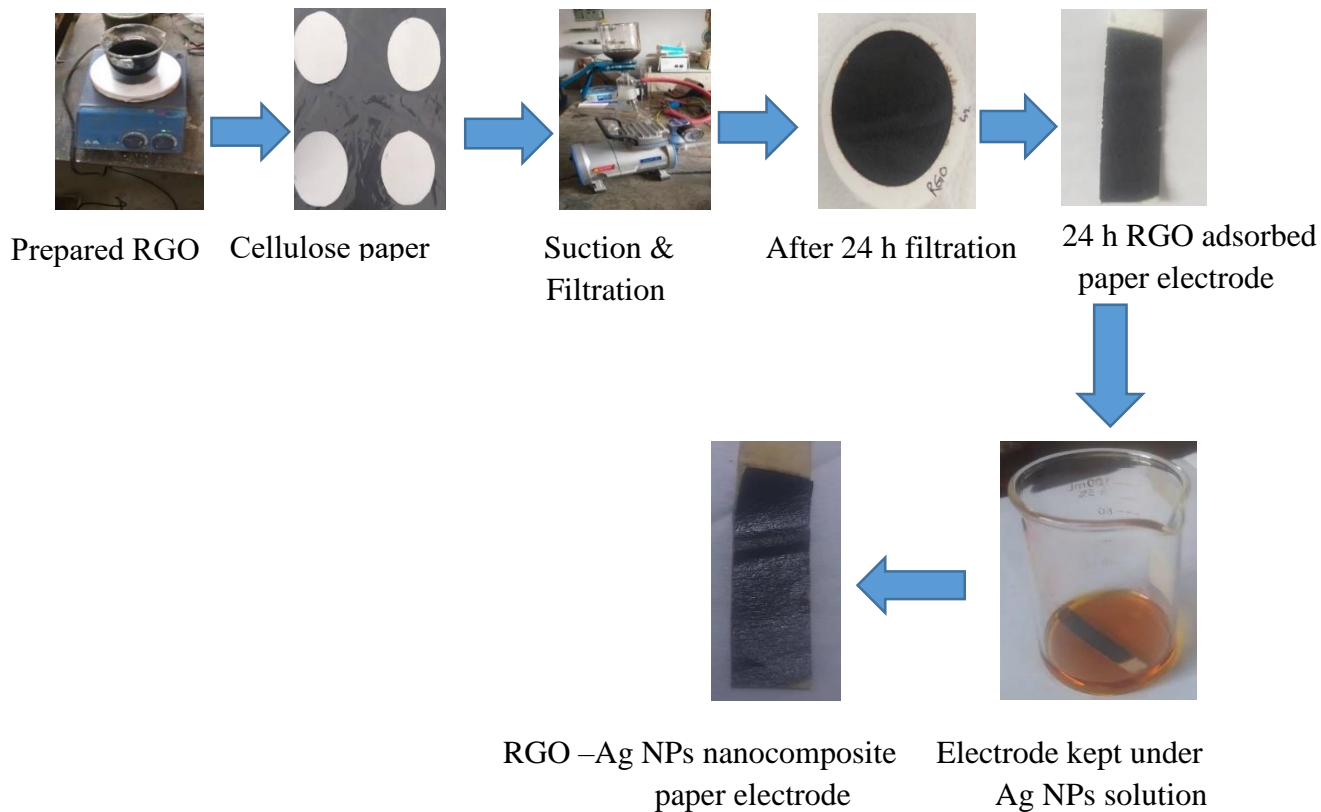 Prepared RGO
Cellulose paper
Suction &
Filtration
After 24 h filtration
24 h RGO adsorbed
paper electrode
RGO
RGO –Ag NPs nanocomposite
paper electrode
Electrode kept under
Ag NPs solution